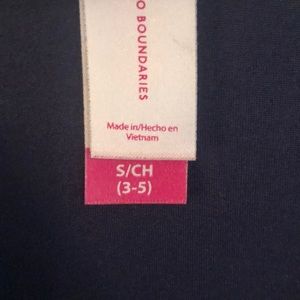 O BOUNDARIES
Made in/Hecho en
Vietnam
S/CH
(3-5)